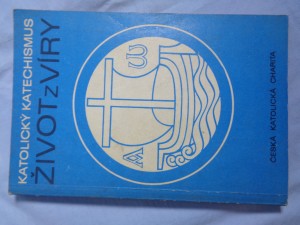 KATOLICKÝ KATECHISMUS
ŽIVOT Z VÍRY
ČESKÁ KATOLICKÁ CHARITA